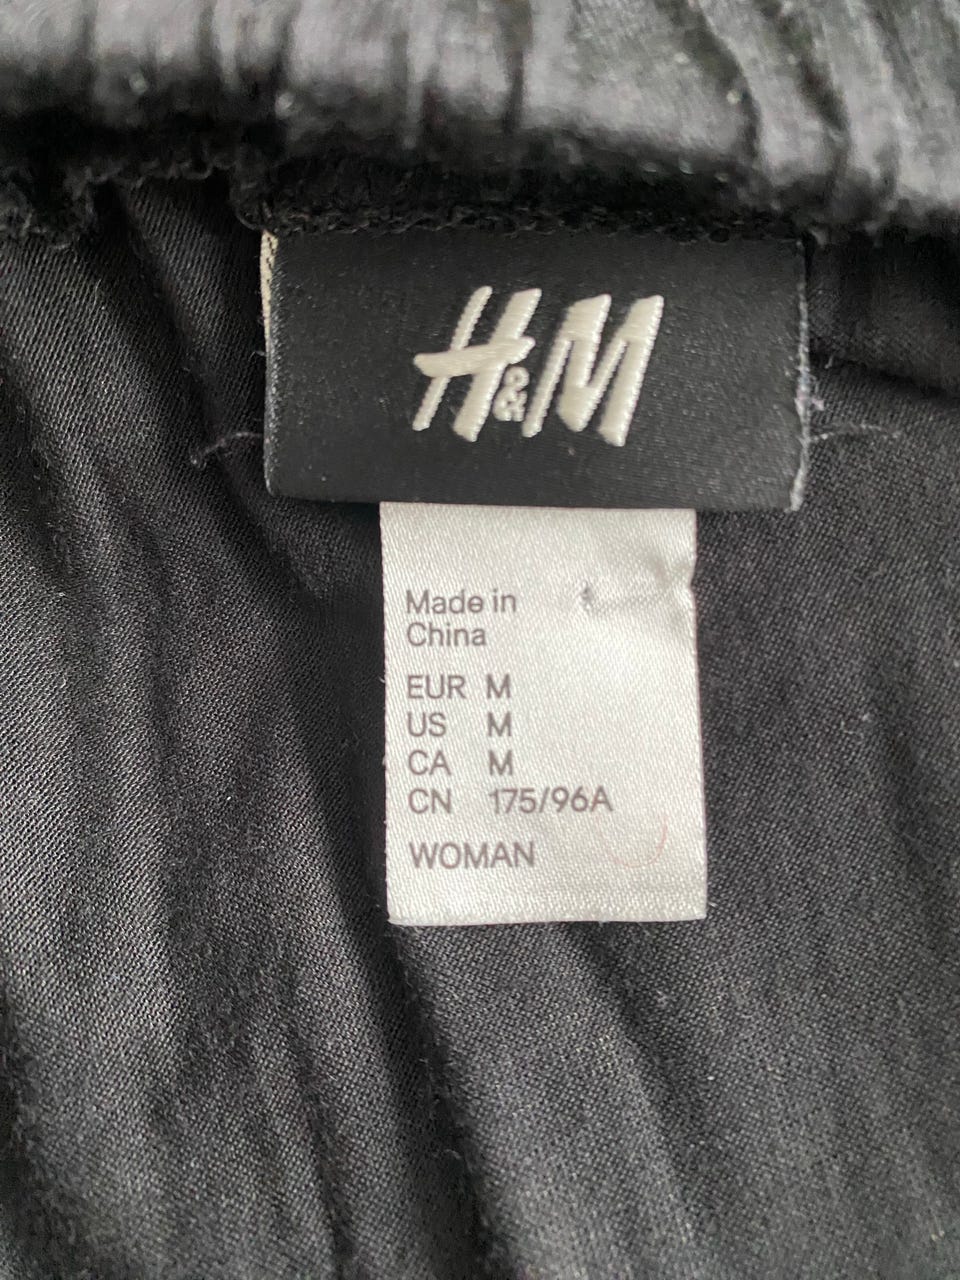 H&M
Made in
China
EUR M
US M
CA M
CN 175/96A
WOMAN